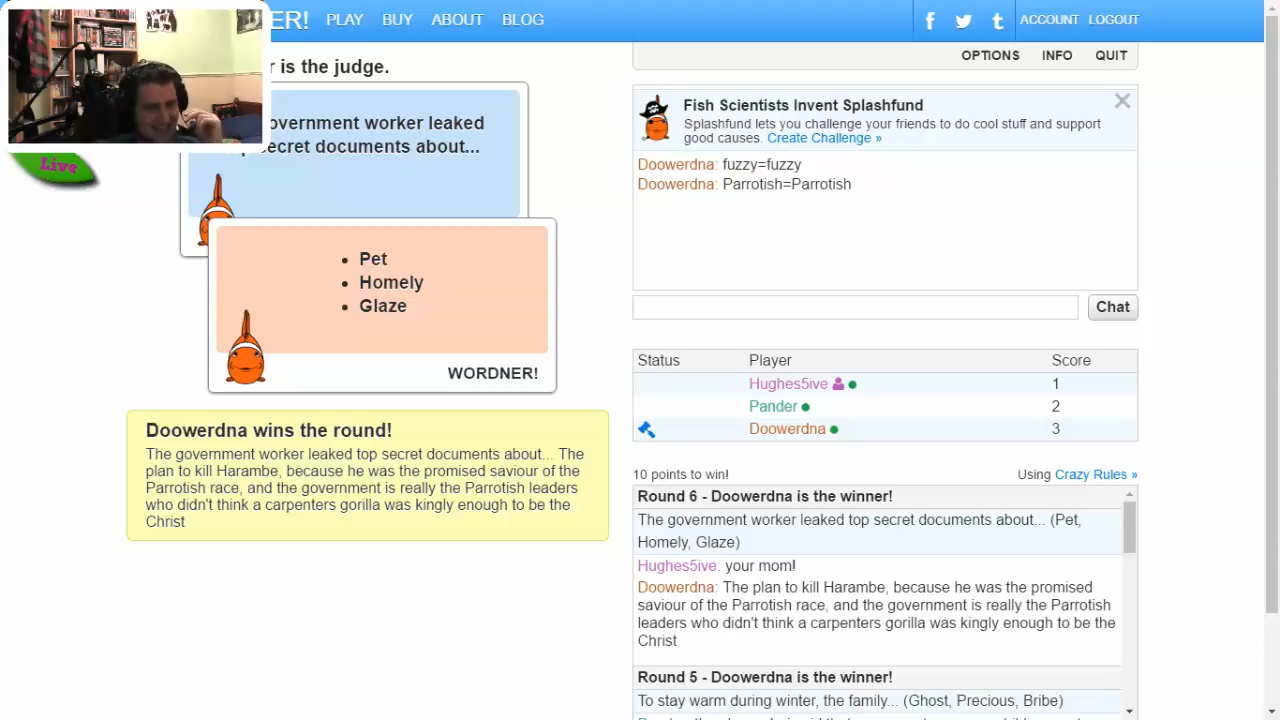 ER! PLAY BUY ABOUT BLOG ACCOUNT LOGOUT
r is the judge.
overnment worker leaked
secret documents about...
Live
Pet
Homely
Glaze
WORDNER!
Doowerdna wins the round!
The government worker leaked top secret documents about... The
plan to kill Harambe, because he was the promised saviour of the
Parrotish race, and the government is really the Parrotish leaders
who didn't think a carpenters gorilla was kingly enough to be the
Christ
OPTIONS INFO QUIT
Fish Scientists Invent Splashfund
Splashfund lets you challenge your friends to do cool stuff and support
good causes. Create Challenge »
Doowerdna: fuzzy=fuzzy
Doowerdna: Parrotish=Parrotish
Chat
Status Player Score
Hughes5ive 1
Pander 2
Doowerdna 3
10 points to win! Using Crazy Rules »
Round 6 - Doowerdna is the winner!
The government worker leaked top secret documents about... (Pet,
Homely, Glaze)
Hughes5ive: your mom!
Doowerdna: The plan to kill Harambe, because he was the promised
saviour of the Parrotish race, and the government is really the Parrotish
leaders who didn't think a carpenters gorilla was kingly enough to be the
Christ
Round 5 - Doowerdna is the winner!
To stay warm during winter, the family... (Ghost, Precious, Bribe)